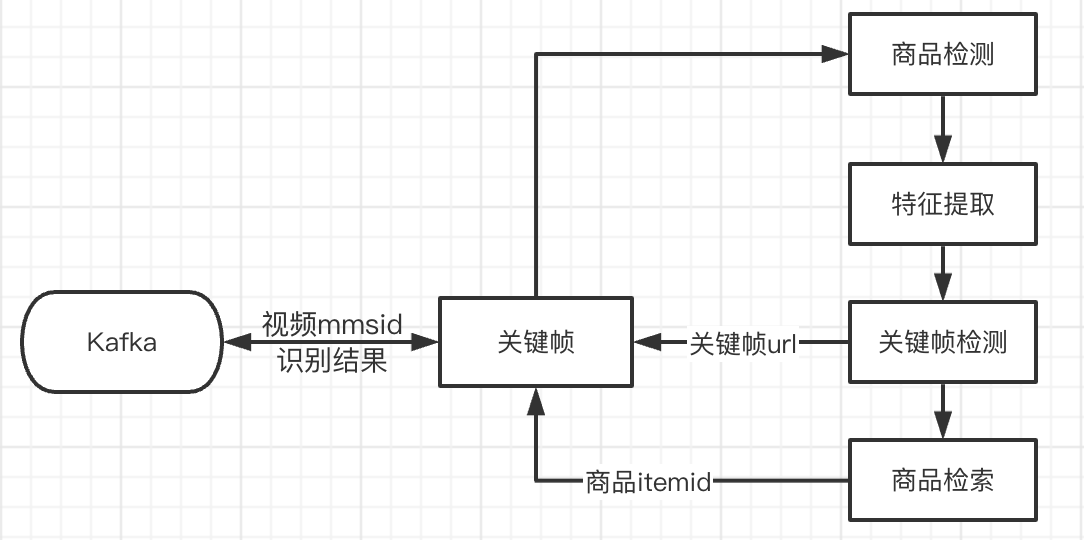 商品检测
特征提取
Kafka
视频mmsid
识别结果
关键帧
关键帧url
关键帧检测
商品itemid
商品检索